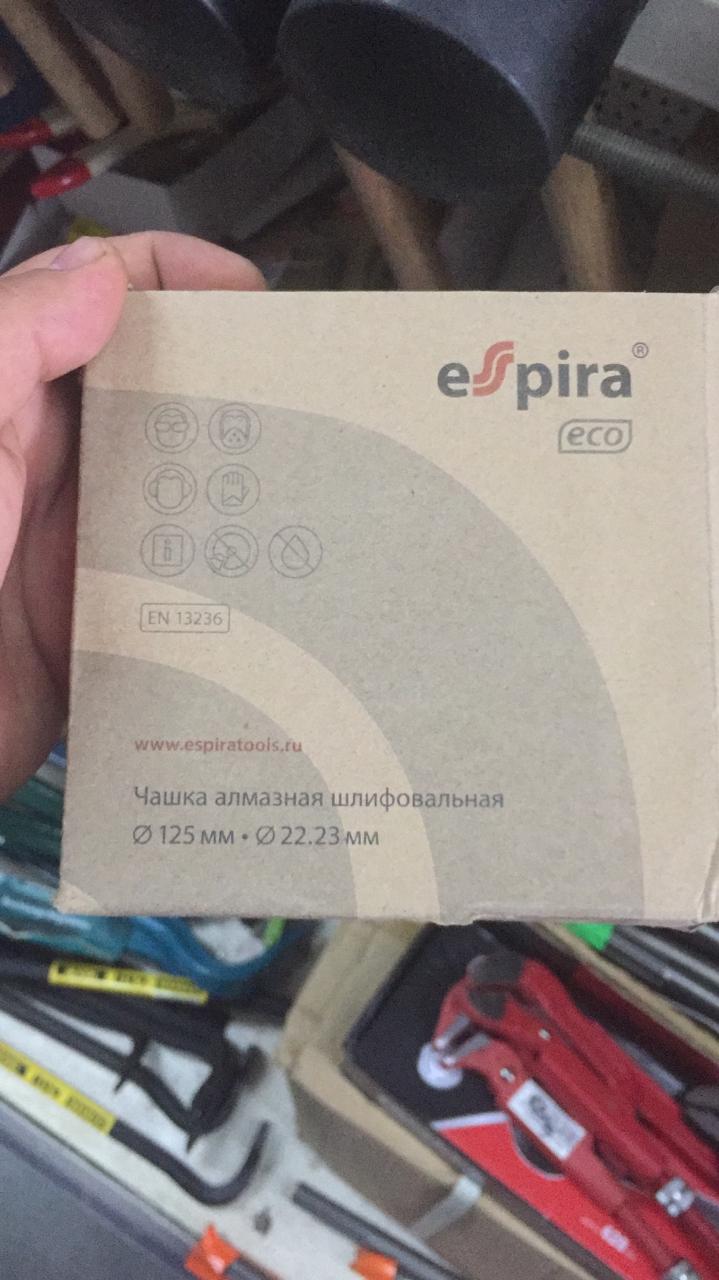 eSpira®
eco
EN 13236
www.espiratools.ru
Чашка алмазная шлифовальная
Ø 125 мм • Ø 22.23 мм